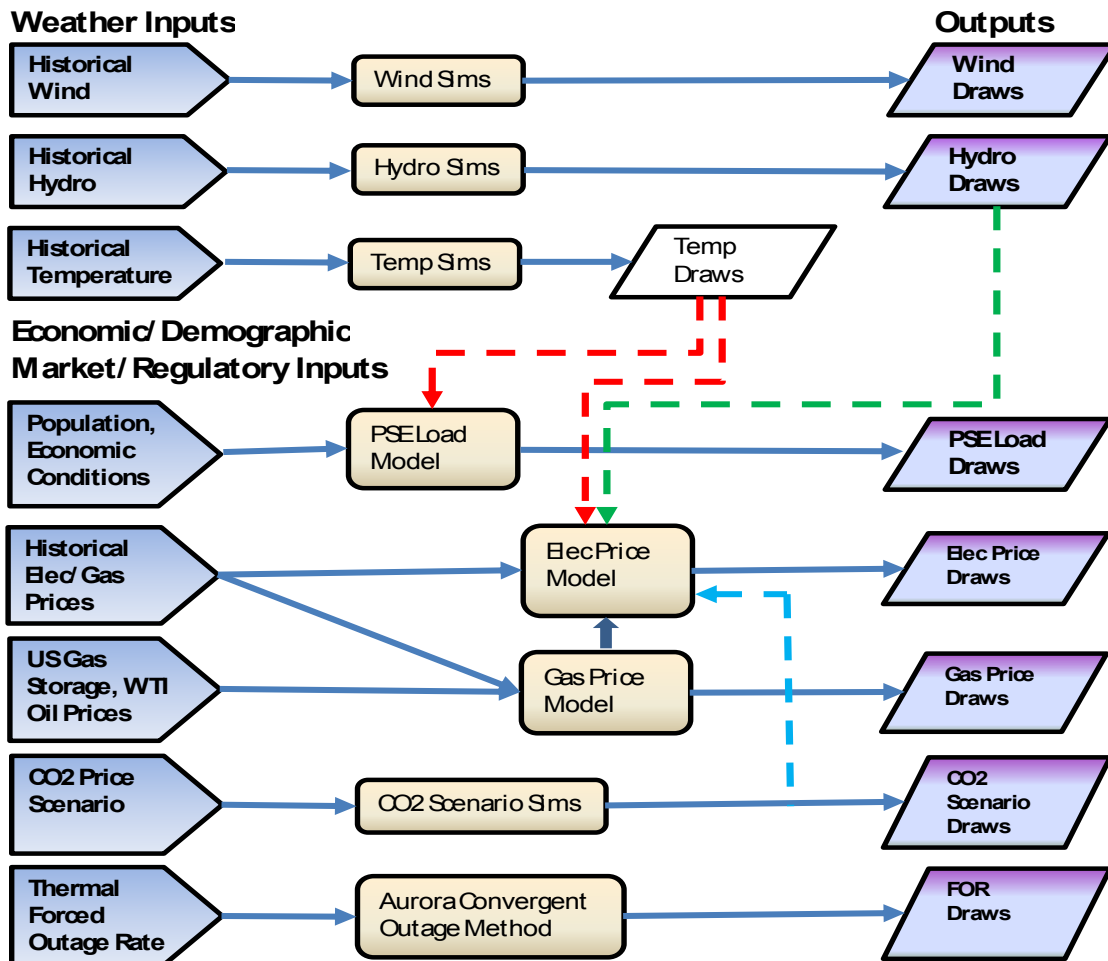 Weather Inputs
Outputs
Historical
Wind
Wind Sims
Wind
Draws
Historical
Hydro
Hydro Sims
Hydro
Draws
Historical
Temperature
Temp Sims
Temp
Draws
Economic/ Demographic
Market/ Regulatory Inputs
Population,
Economic
Conditions
PSE Load
Model
PSE Load
Draws
Historical
Elec/ Gas
Prices
Elec Price
Model
Elec Price
Draws
US Gas
Storage, WTI
Oil Prices
Gas Price
Model
Gas Price
Draws
CO2 Price
Scenario
CO2 Scenario Sims
CO2
Scenario
Draws
Thermal
Forced
Outage Rate
Aurora Convergent
Outage Method
FOR
Draws